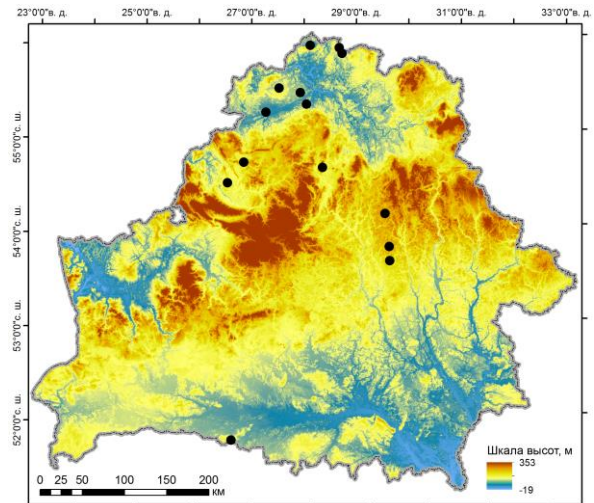 23°0'0"в. д. 25°0'0"в. д. 27°0'0"в. д. 29°0'0"в. д. 31°0'0"в. д. 33°0'0"в. д.
55°0'0"с. ш.
54°0'0"с. ш.
53°0'0"с. ш.
52°0'0"с. ш.
Шкала высот, м
353
-19
0 25 50 100 150 200
КМ